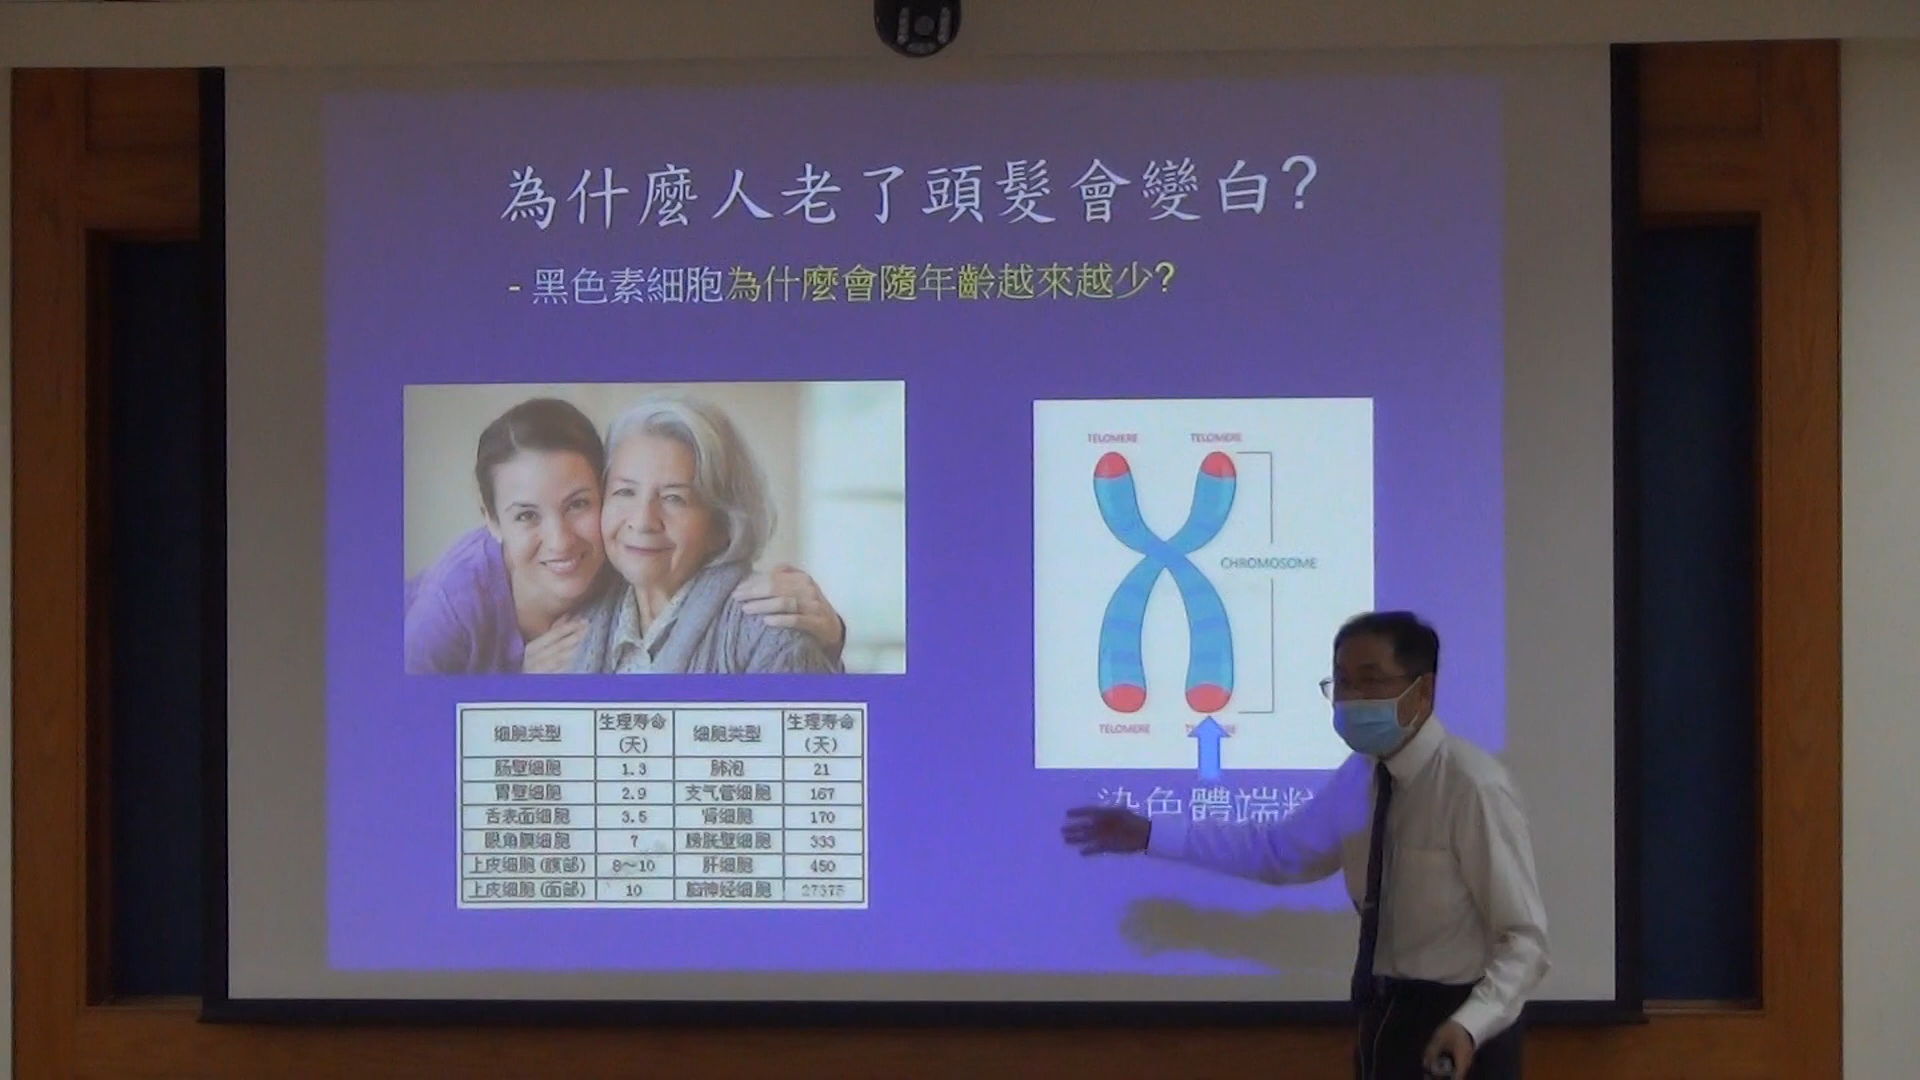 為什麼人老了頭髮會變白?
- 黑色素細胞為什麼會隨年齡越來越少?
TELOMERE TELOMERE
CHROMOSOME
TELOMERE
染色體端粒
细胞类型 生理寿命(天) 细胞类型 生理寿命(天)
肠壁细胞 1.3 肺泡 21
胃壁细胞 2.9 支气管细胞 167
舌表面细胞 3.5 肾细胞 170
眼角膜细胞 7 膀胱壁细胞 333
上皮细胞(腹部) 8~10 肝细胞 450
上皮细胞(面部) 10 脑神经细胞 27375